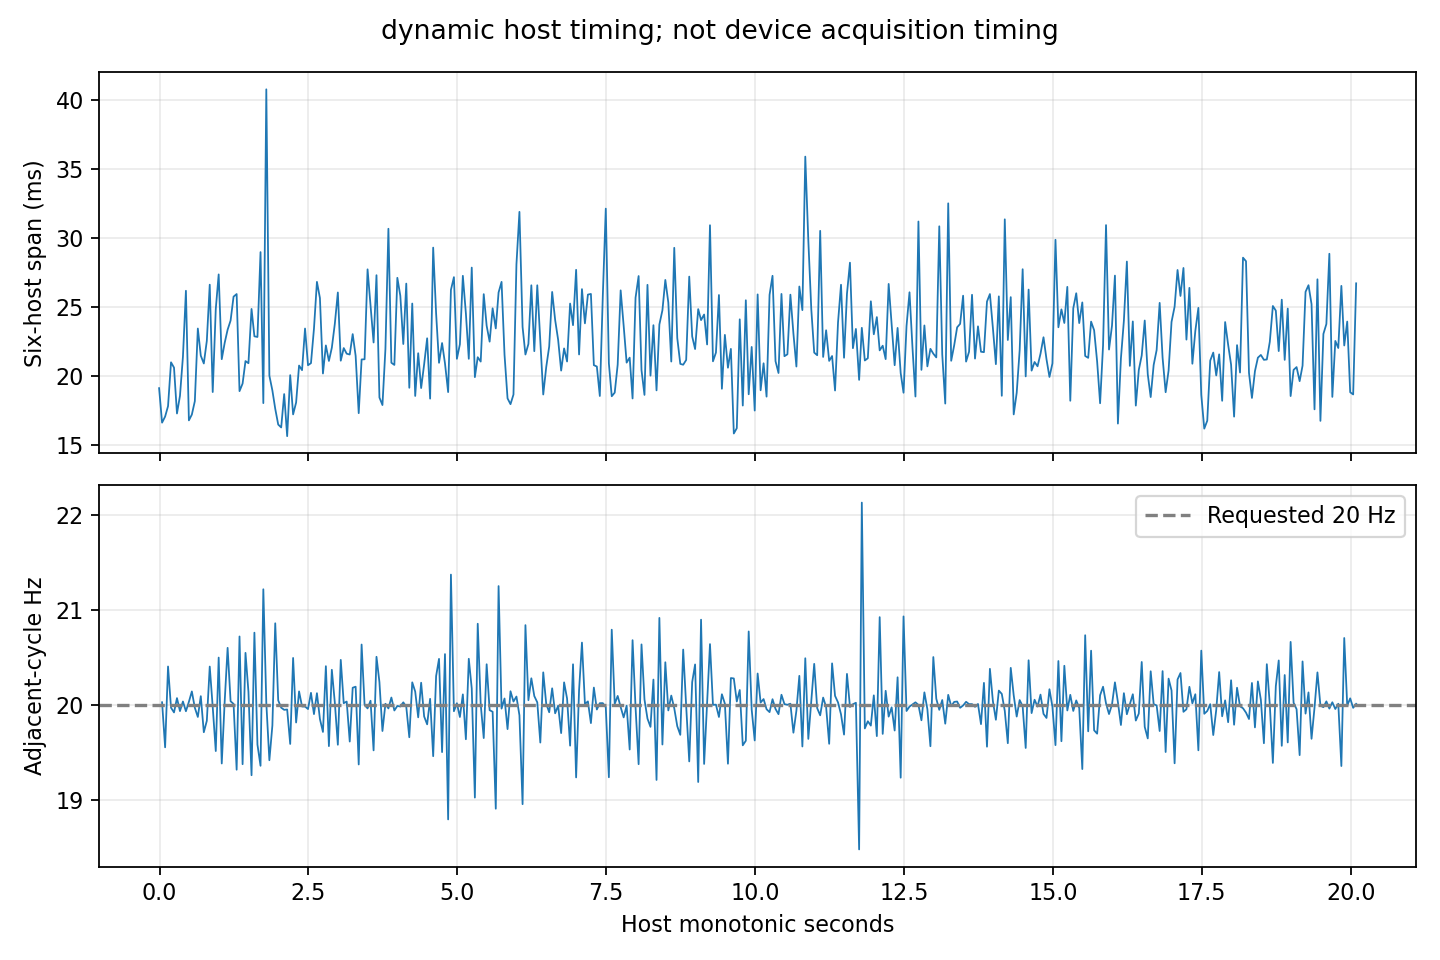 dynamic host timing; not device acquisition timing
Six-host span (ms)
40
35
30
25
20
15
Adjacent-cycle Hz
22
21
20
19
Requested 20 Hz
0.0 2.5 5.0 7.5 10.0 12.5 15.0 17.5 20.0
Host monotonic seconds